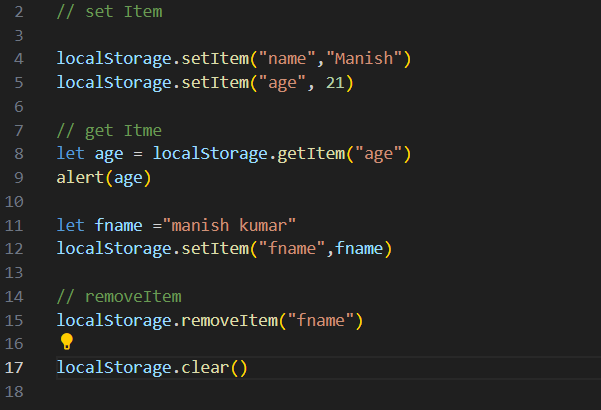 2 // set Item
3
4 localStorage.setItem("name","Manish")
5 localStorage.setItem("age", 21)
6
7 // get Itme
8 let age = localStorage.getItem("age")
9 alert(age)
10
11 let fname ="manish kumar"
12 localStorage.setItem("fname",fname)
13
14 // removeItem
15 localStorage.removeItem("fname")
16
17 localStorage.clear()
18